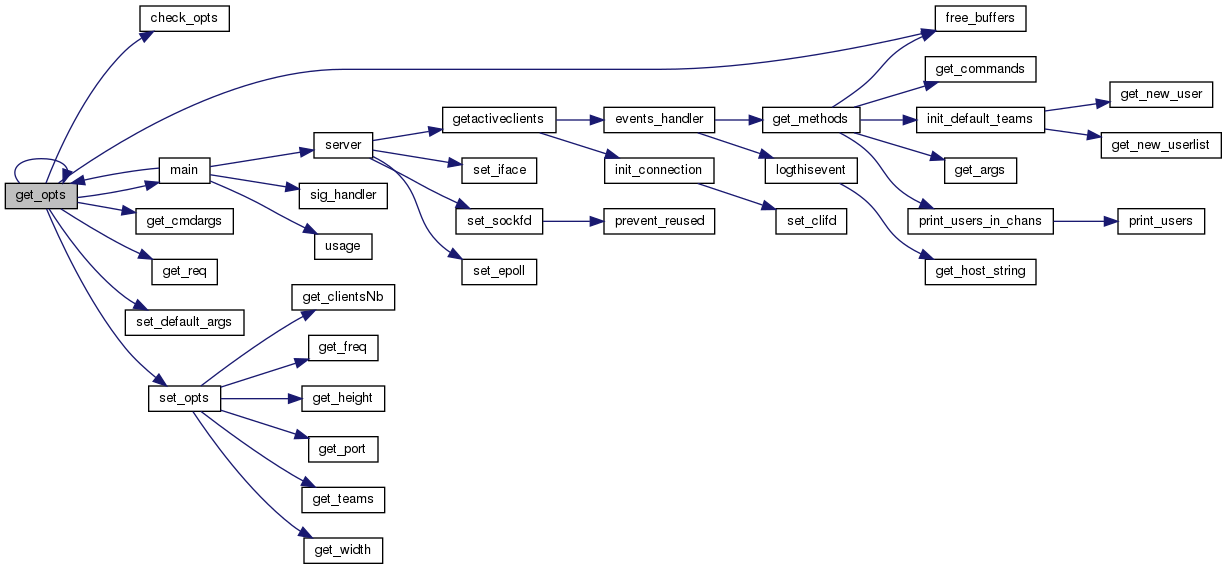 check_opts
free_buffers
get_commands
get_new_user
getactiveclients
events_handler
get_methods
init_default_teams
server
get_new_userlist
main
set_iface
init_connection
logthisevent
get_args
get_opts
sig_handler
get_cmdargs
set_sockfd
prevent_reused
set_clifd
print_users_in_chans
print_users
usage
get_req
set_epoll
get_host_string
get_clientsNb
set_default_args
get_freq
set_opts
get_height
get_port
get_teams
get_width